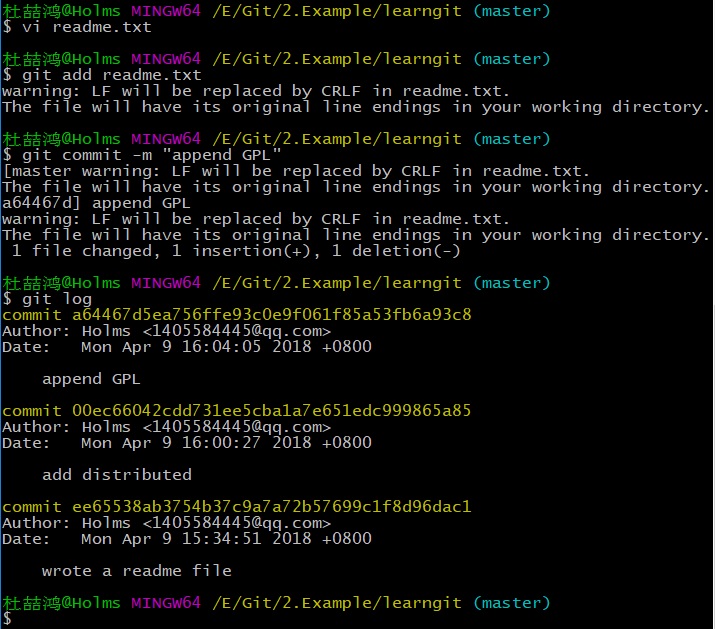 杜喆鸿@Holms MINGW64 /E/Git/2.Example/learngit (master)
$ vi readme.txt
杜喆鸿@Holms MINGW64 /E/Git/2.Example/learngit (master)
$ git add readme.txt
warning: LF will be replaced by CRLF in readme.txt.
The file will have its original line endings in your working directory.
杜喆鸿@Holms MINGW64 /E/Git/2.Example/learngit (master)
$ git commit -m "append GPL"
[master warning: LF will be replaced by CRLF in readme.txt.
The file will have its original line endings in your working directory.
a64467d] append GPL
warning: LF will be replaced by CRLF in readme.txt.
The file will have its original line endings in your working directory.
 1 file changed, 1 insertion(+), 1 deletion(-)
杜喆鸿@Holms MINGW64 /E/Git/2.Example/learngit (master)
$ git log
commit a64467d5ea756ffe93c0e9f061f85a53fb6a93c8
Author: Holms <1405584445@qq.com>
Date:   Mon Apr 9 16:04:05 2018 +0800
    append GPL
commit 00ec66042cdd731ee5cba1a7e651edc999865a85
Author: Holms <1405584445@qq.com>
Date:   Mon Apr 9 16:00:27 2018 +0800
    add distributed
commit ee65538ab3754b37c9a7a72b57699c1f8d96dac1
Author: Holms <1405584445@qq.com>
Date:   Mon Apr 9 15:34:51 2018 +0800
    wrote a readme file
杜喆鸿@Holms MINGW64 /E/Git/2.Example/learngit (master)
$